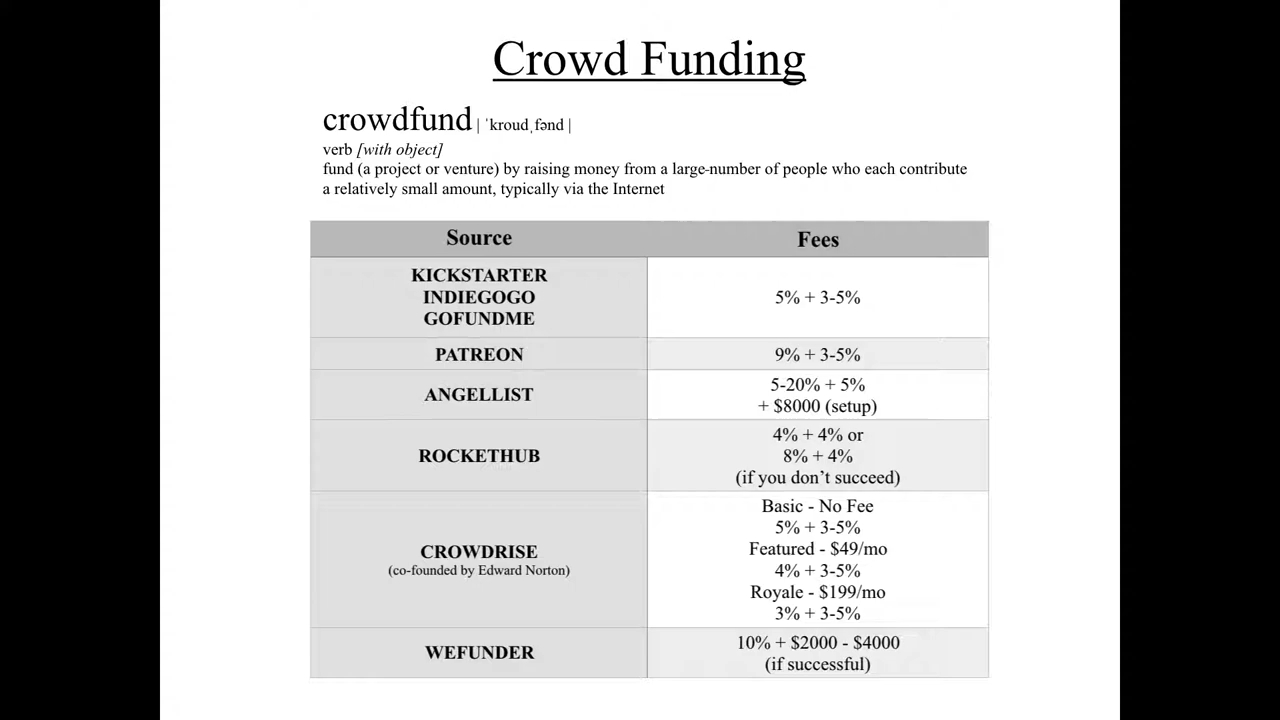 Crowd Funding
crowdfund | ˈkroudˌfənd |
verb [with object]
fund (a project or venture) by raising money from a large-number of people who each contribute
a relatively small amount, typically via the Internet
Source Fees
KICKSTARTER
INDIEGOGO
GOFUNDME
5% + 3-5%
PATREON
9% + 3-5%
ANGELLIST
5-20% + 5%
+ $8000 (setup)
ROCKETHUB
4% + 4% or
8% + 4%
(if you don’t succeed)
CROWDRISE
(co-founded by Edward Norton)
Basic - No Fee
5% + 3-5%
Featured - $49/mo
4% + 3-5%
Royale - $199/mo
3% + 3-5%
WEFUNDER
10% + $2000 - $4000
(if successful)